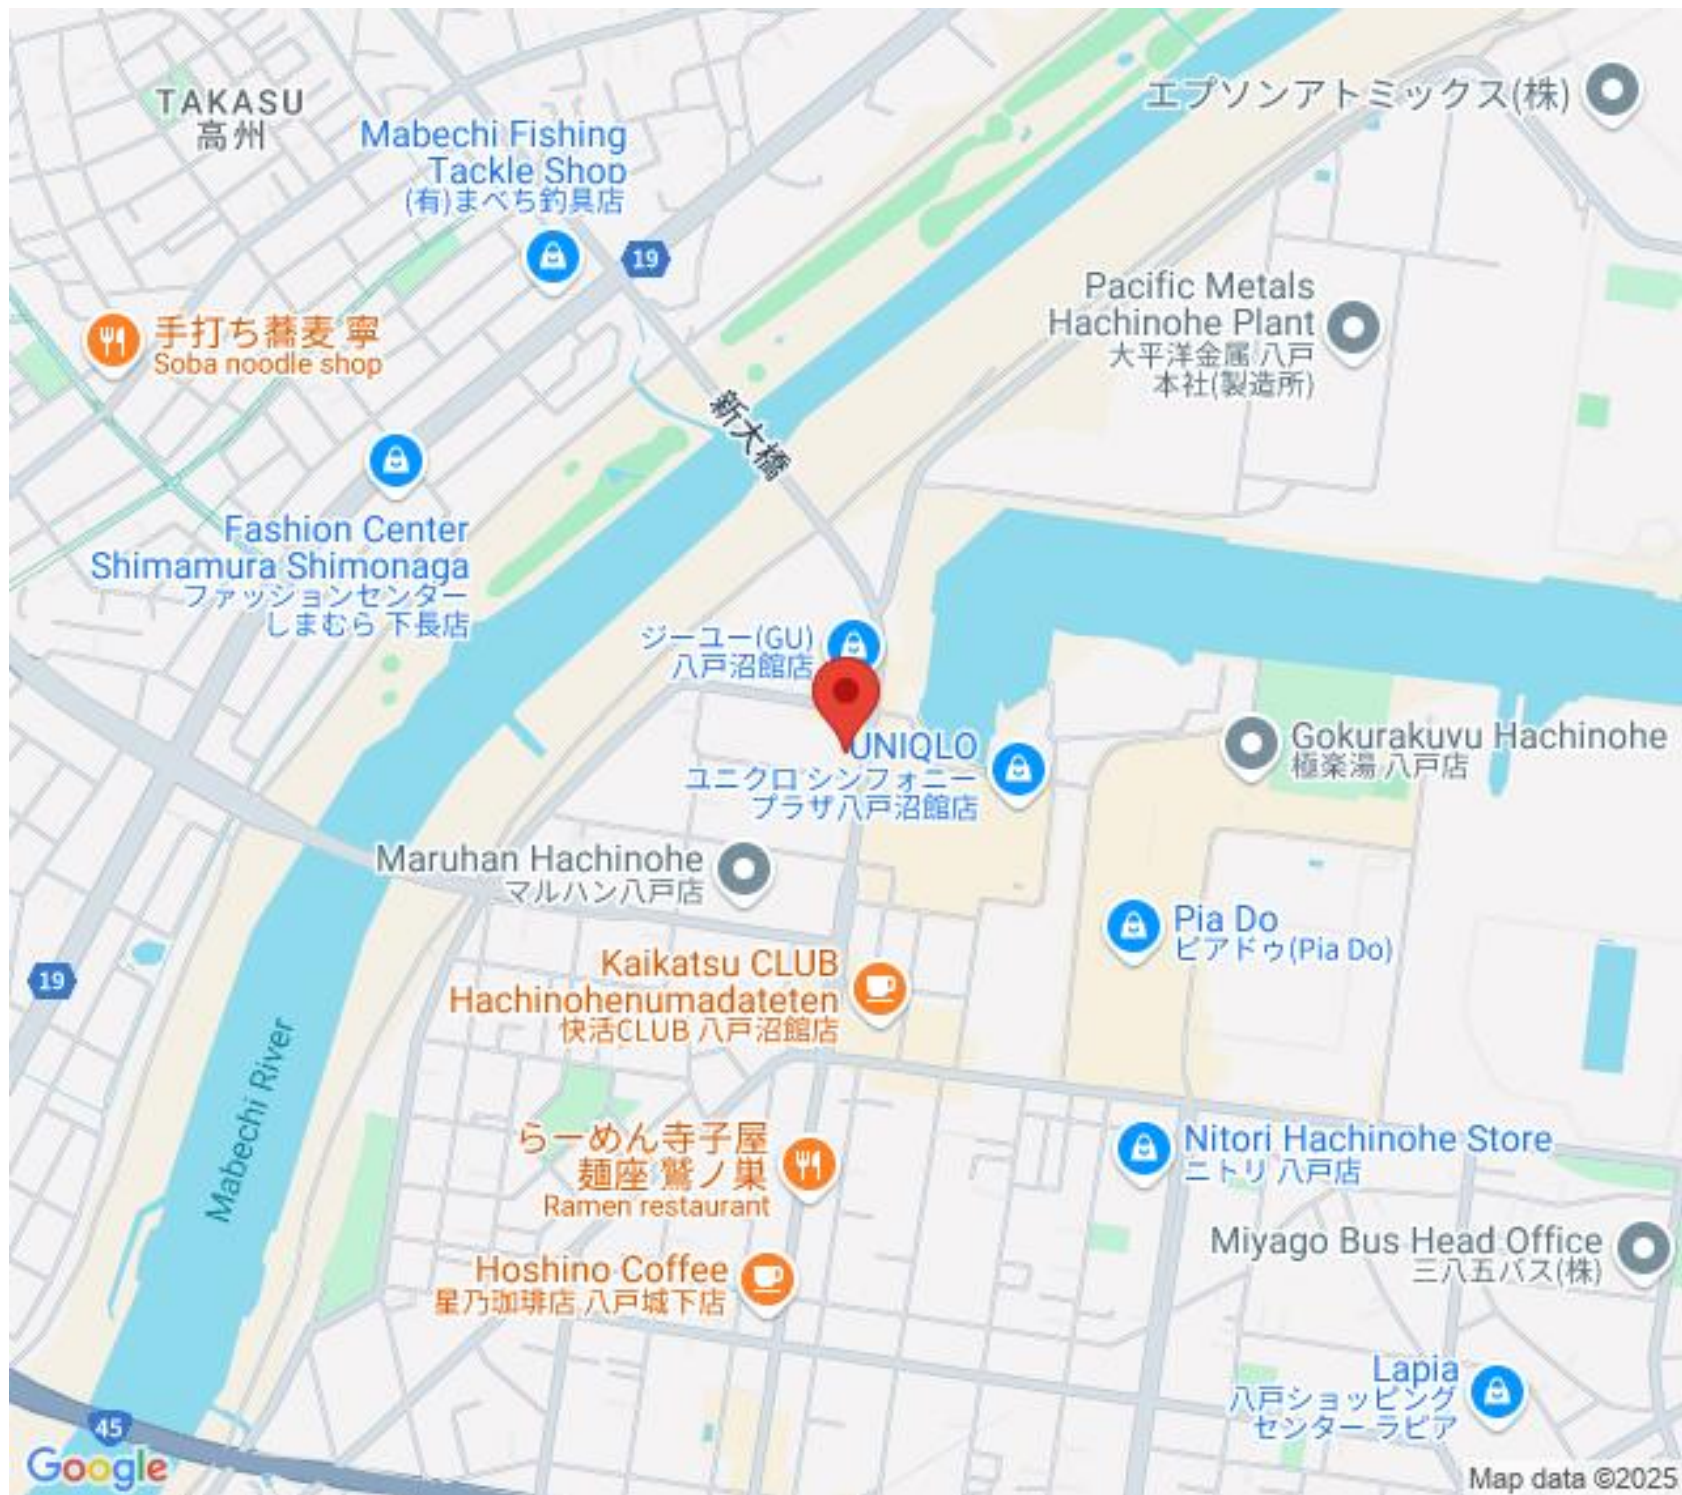 TAKASU
高州
Mabechi Fishing
Tackle Shop
(有)まべち釣具店
19
エプソンアトミックス(株)
Pacific Metals
Hachinohe Plant
大平洋金属 八戸
本社(製造所)
手打ち蕎麦 寧
Soba noodle shop
新大橋
Fashion Center
Shimamura Shimonaga
ファッションセンター
しまむら 下長店
ジーユー(GU)
八戸沼館店
UNIQLO
ユニクロ シンフォニー
プラザ八戸沼館店
Gokurakuyu Hachinohe
極楽湯 八戸店
Maruhan Hachinohe
マルハン八戸店
Pia Do
ピアドゥ(Pia Do)
Kaikatsu CLUB
Hachinohenumadateten
快活CLUB 八戸沼館店
19
Mabechi River
らーめん寺子屋
麺座 鷲ノ巣
Ramen restaurant
Nitori Hachinohe Store
ニトリ 八戸店
Hoshino Coffee
星乃珈琲店 八戸城下店
Miyago Bus Head Office
三八五バス(株)
Lapia
八戸ショッピング
センター ラピア
45
Google
Map data ©2025